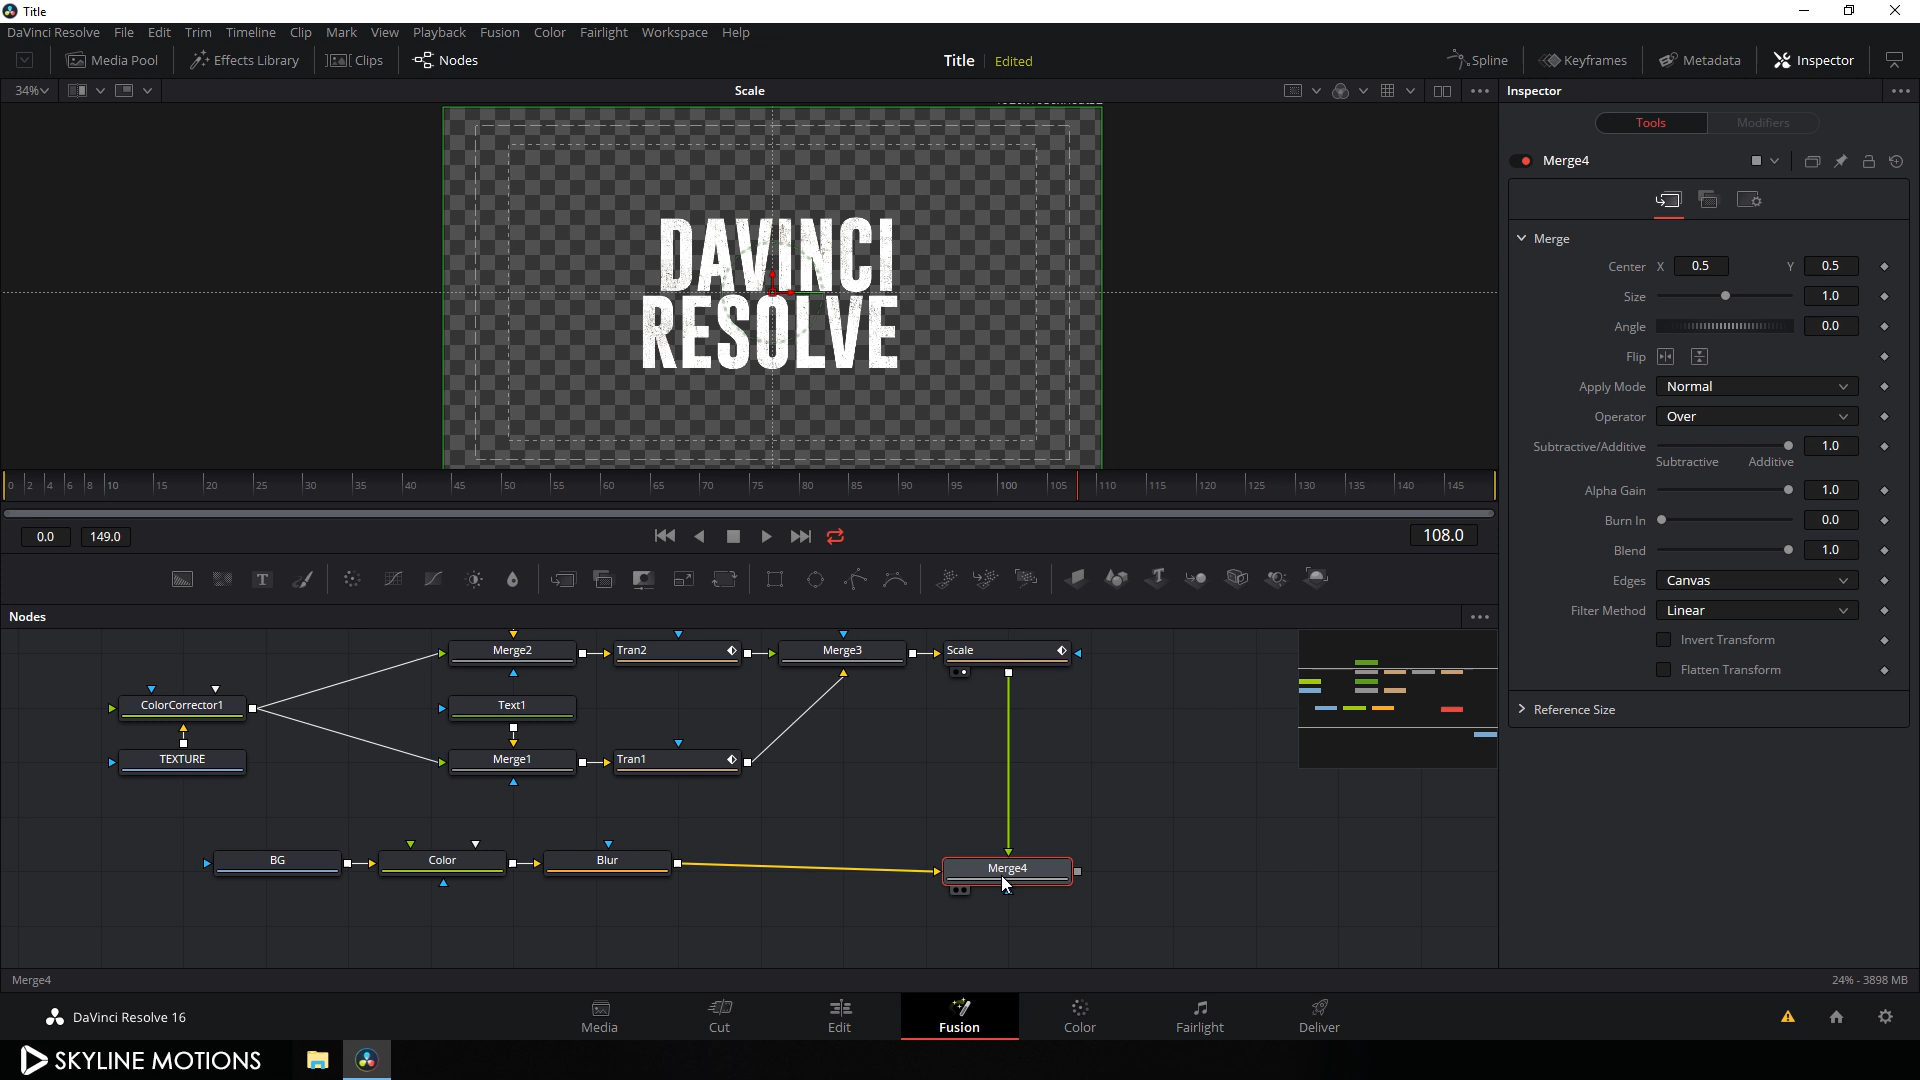 Title
DaVinci Resolve File Edit Trim Timeline Clip Mark View Playback Fusion Color Fairlight Workspace Help
Media Pool Effects Library Clips Nodes Title Edited Spline Keyframes Metadata Inspector
34% Scale Inspector
Tools Modifiers
Merge4
Merge
Center X 0.5 Y 0.5
Size 1.0
Angle 0.0
Flip
Apply Mode Normal
Operator Over
Subtractive/Additive 1.0
Subtractive Additive
Alpha Gain 1.0
Burn In 0.0
Blend 1.0
Edges Canvas
Filter Method Linear
Invert Transform
Flatten Transform
Reference Size
DAVINCI
RESOLVE
0 2 4 6 8 10 15 20 25 30 35 40 45 50 55 60 65 70 75 80 85 90 95 100 105 110 115 120 125 130 135 140 145
0.0 149.0 108.0
Nodes
Merge2 Tran2 Merge3 Scale
ColorCorrector1 Text1
TEXTURE Merge1 Tran1
BG Color Blur Merge4
Merge4 24% - 3898 MB
DaVinci Resolve 16 Media Cut Edit Fusion Color Fairlight Deliver
SKYLINE MOTIONS